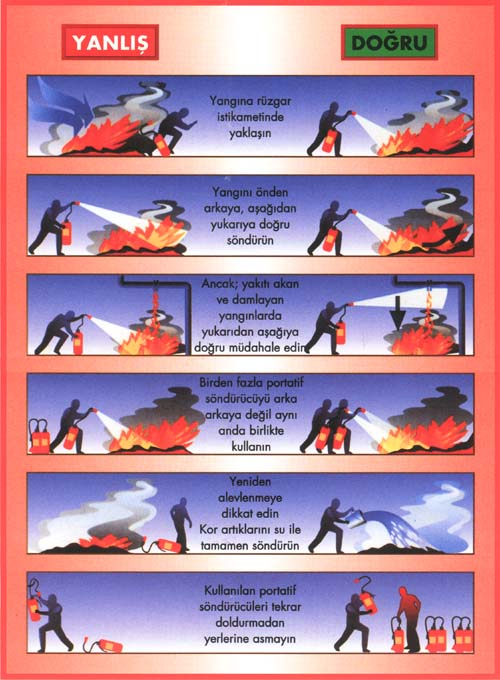 YANLIŞ
DOĞRU
Yangına rüzgar
istikametinde
yaklaşın
Yangını önden
arkaya, aşağıdan
yukarıya doğru
söndürün
Ancak; yakıtı akan
ve damlayan
yangınlarda
yukarıdan aşağıya
doğru müdahale edin
Birden fazla portatif
söndürücüyü arka
arkaya değil aynı
anda birlikte
kullanın
Yeniden
alevlenmeye
dikkat edin
Kor artıklarını su ile
tamamen söndürün
Kullanılan portatif
söndürücüleri tekrar
doldurmadan
yerlerine asmayın